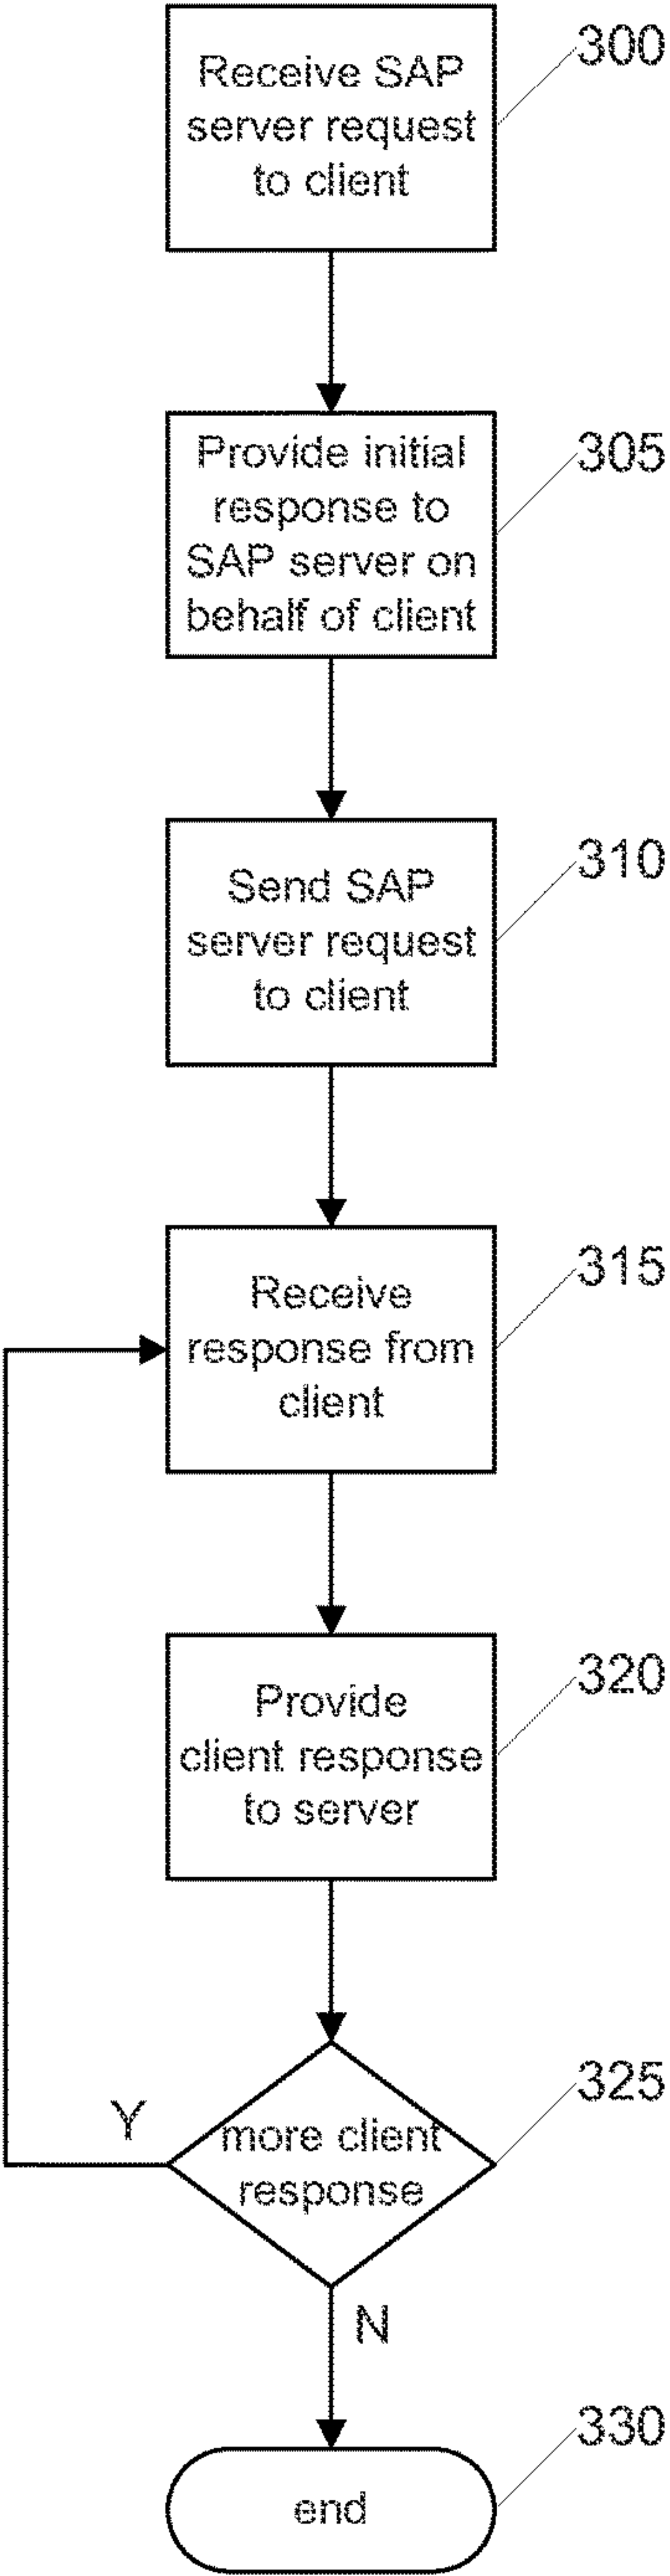 300
Receive SAP
server request
to client
305
Provide initial
response to
SAP server on
behalf of client
310
Send SAP
server request
to client
315
Receive
response from
client
320
Provide
client response
to server
325
more client
response
Y
N
330
end